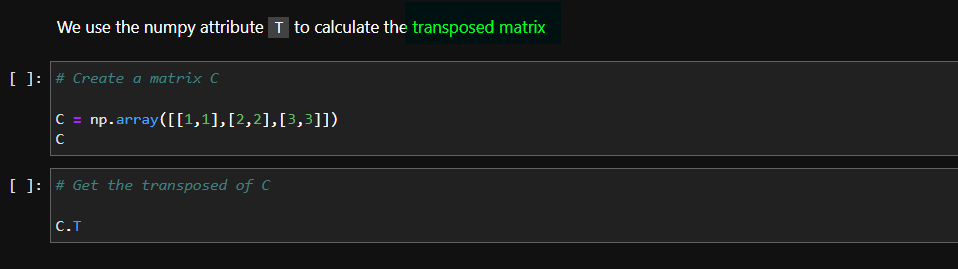 We use the numpy attribute T to calculate the transposed matrix
[ ]: # Create a matrix C
C = np.array([[1,1],[2,2],[3,3]])
C
[ ]: # Get the transposed of C
C.T